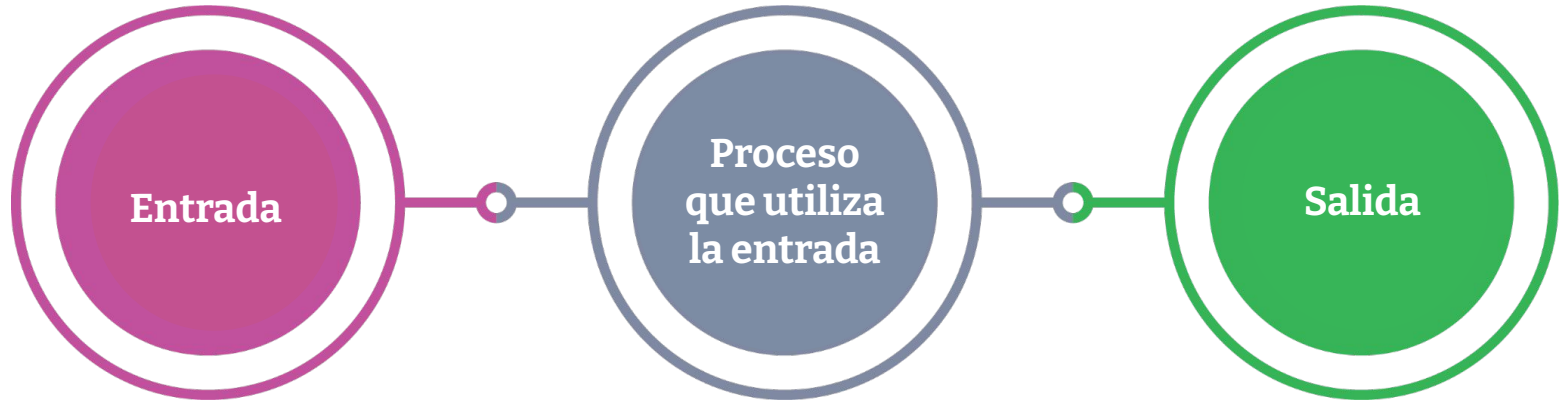 Entrada
Proceso
que utiliza
la entrada
Salida